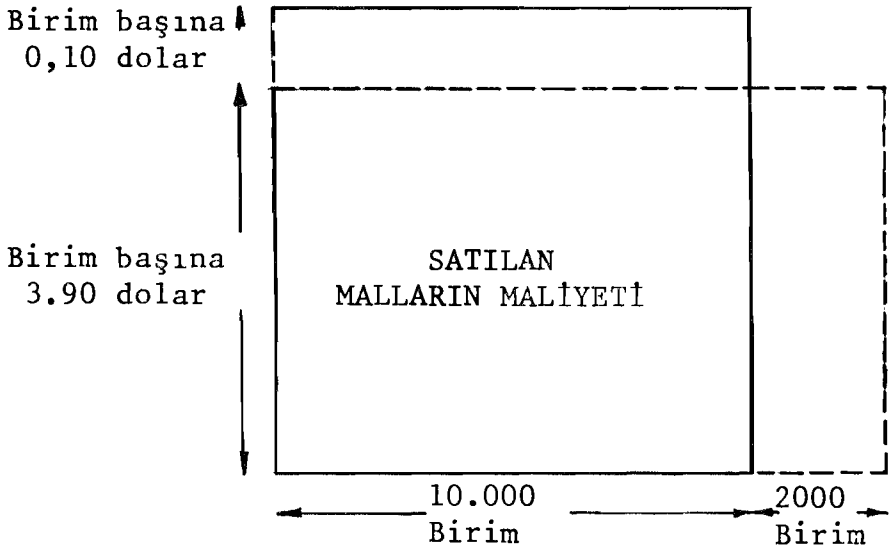 Birim başına
0,10 dolar
Birim başına
3.90 dolar
SATILAN
MALLARIN MALİYETİ
10.000
Birim
2000
Birim